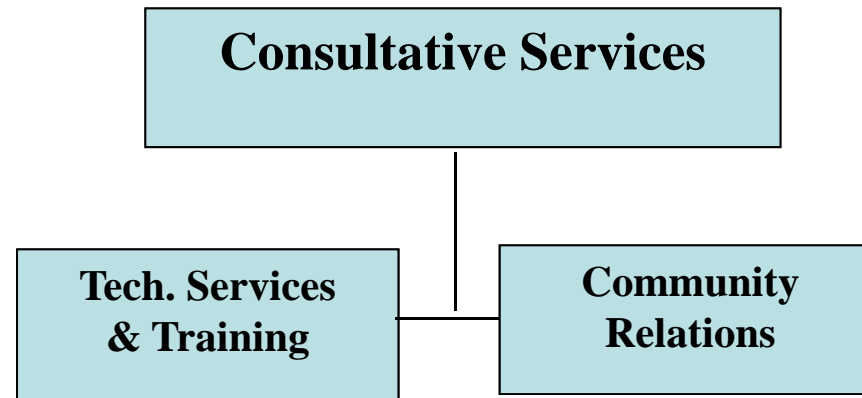 Consultative Services
Tech. Services
& Training
Community
Relations